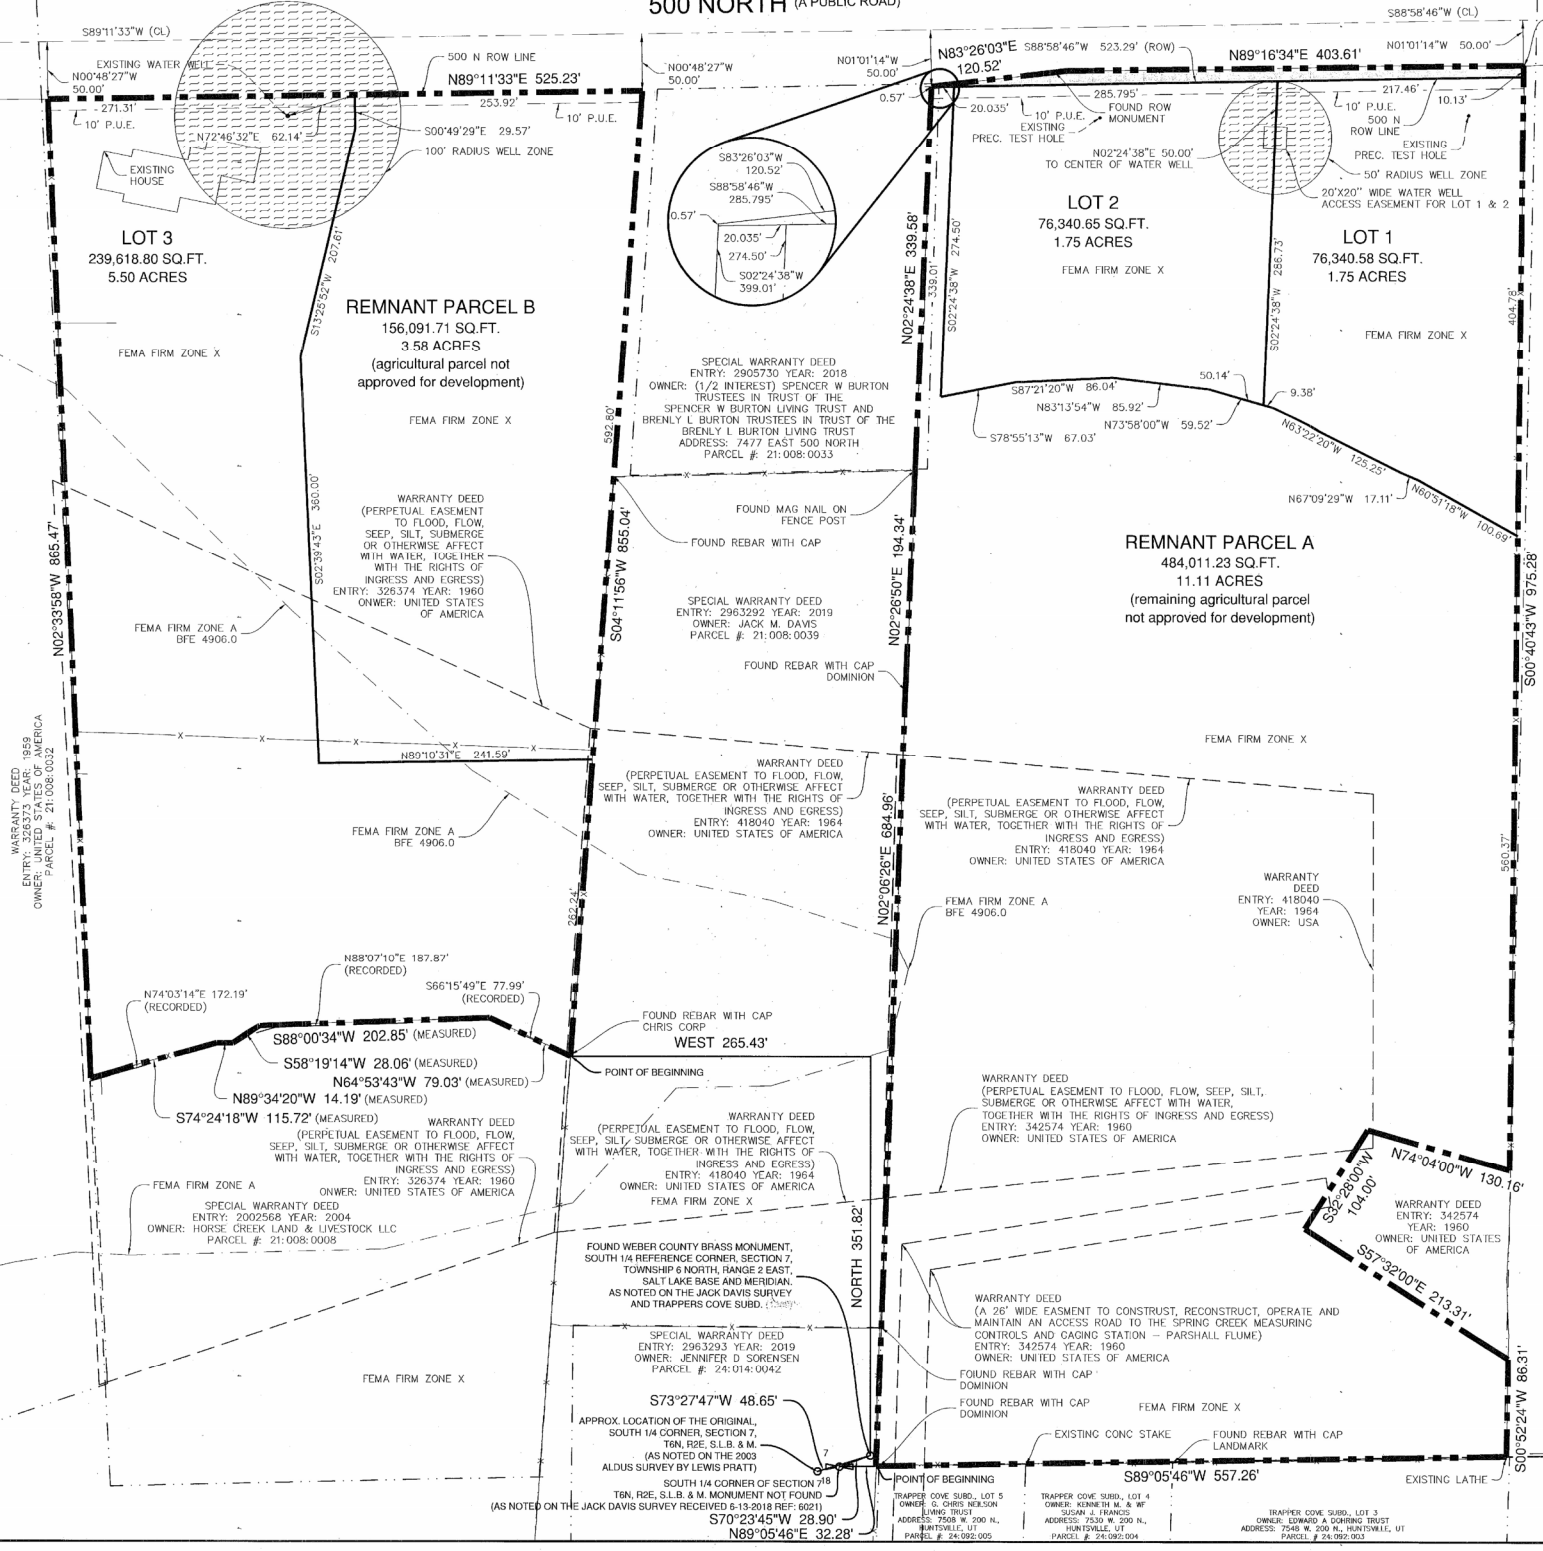 500 NORTH (A PUBLIC ROAD)
S89°11'33"W (CL)
S88°58'46"W (CL)
EXISTING WATER WELL
500 N ROW LINE
N00°48'27"W
50.00'
N89°11'33"E 525.23'
N00°48'27"W
50.00'
N01°01'14"W
50.00'
N83°26'03"E
120.52'
S88°58'46"W 523.29' (ROW)
N89°16'34"E 403.61'
N01°01'14"W 50.00'
271.31'
253.92'
10' P.U.E.
10' P.U.E.
N72°46'32"E 62.14'
S00°49'29"E 29.57'
100' RADIUS WELL ZONE
EXISTING
HOUSE
0.57'
20.035'
285.795'
10' P.U.E.
EXISTING
PREC. TEST HOLE
FOUND ROW
MONUMENT
217.46'
10.13'
10' P.U.E.
500 N
ROW LINE
EXISTING
PREC. TEST HOLE
N02°24'38"E 50.00'
TO CENTER OF WATER WELL
50' RADIUS WELL ZONE
20'X20" WIDE WATER WELL
ACCESS EASEMENT FOR LOT 1 & 2
S83°26'03"W
120.52'
S88°58'46"W
285.795'
0.57'
20.035'
274.50'
S02°24'38"W
399.01'
LOT 3
239,618.80 SQ.FT.
5.50 ACRES
S13°25'52"W 207.61'
REMNANT PARCEL B
156,091.71 SQ.FT.
3.58 ACRES
(agricultural parcel not
approved for development)
FEMA FIRM ZONE X
FEMA FIRM ZONE X
N02°24'38"E 339.58'
339.01'
S02°24'38"W 274.50'
LOT 2
76,340.65 SQ.FT.
1.75 ACRES
FEMA FIRM ZONE X
S02°24'38"W 286.73'
LOT 1
76,340.58 SQ.FT.
1.75 ACRES
FEMA FIRM ZONE X
404.78'
SPECIAL WARRANTY DEED
ENTRY: 2905730 YEAR: 2018
OWNER: (1/2 INTEREST) SPENCER W BURTON
TRUSTEES IN TRUST OF THE
SPENCER W BURTON LIVING TRUST AND
BRENLY L BURTON TRUSTEES IN TRUST OF THE
BRENLY L BURTON LIVING TRUST
ADDRESS: 7477 EAST 500 NORTH
PARCEL #: 21:008:0033
592.80'
S87°21'20"W 86.04'
50.14'
9.38'
N83°13'54"W 85.92'
N73°58'00"W 59.52'
S78°55'13"W 67.03'
N63°22'20"W 125.25'
N67°09'29"W 17.11'
N60°51'18"W 100.69'
N02°33'58"W 865.47'
S02°39'43"E 360.00'
WARRANTY DEED
(PERPETUAL EASEMENT
TO FLOOD, FLOW,
SEEP, SILT, SUBMERGE
OR OTHERWISE AFFECT
WITH WATER, TOGETHER
WITH THE RIGHTS OF
INGRESS AND EGRESS)
ENTRY: 326374 YEAR: 1960
ONWER: UNITED STATES
OF AMERICA
FOUND MAG NAIL ON
FENCE POST
FOUND REBAR WITH CAP
S04°11'56"W 855.04'
N02°26'50"E 194.34'
REMNANT PARCEL A
484,011.23 SQ.FT.
11.11 ACRES
(remaining agricultural parcel
not approved for development)
S00°40'43"W 975.28'
SPECIAL WARRANTY DEED
ENTRY: 2963292 YEAR: 2019
OWNER: JACK M. DAVIS
PARCEL #: 21:008:0039
FEMA FIRM ZONE A
BFE 4906.0
FOUND REBAR WITH CAP
DOMINION
WARRANTY DEED
ENTRY: 326373 YEAR: 1959
OWNER: UNITED STATES OF AMERICA
PARCEL #: 21:008:0032
N89°10'31"E 241.59'
FEMA FIRM ZONE X
WARRANTY DEED
(PERPETUAL EASEMENT TO FLOOD, FLOW,
SEEP, SILT, SUBMERGE OR OTHERWISE AFFECT
WITH WATER, TOGETHER WITH THE RIGHTS OF
INGRESS AND EGRESS)
ENTRY: 418040 YEAR: 1964
OWNER: UNITED STATES OF AMERICA
WARRANTY DEED
(PERPETUAL EASEMENT TO FLOOD, FLOW,
SEEP, SILT, SUBMERGE OR OTHERWISE AFFECT
WITH WATER, TOGETHER WITH THE RIGHTS OF
INGRESS AND EGRESS)
ENTRY: 418040 YEAR: 1964
OWNER: UNITED STATES OF AMERICA
FEMA FIRM ZONE A
BFE 4906.0
N02°06'26"E 684.96'
560.37'
262.24'
WARRANTY
DEED
ENTRY: 418040
YEAR: 1964
OWNER: USA
FEMA FIRM ZONE A
BFE 4906.0
N88°07'10"E 187.87'
(RECORDED)
S66°15'49"E 77.99'
(RECORDED)
N74°03'14"E 172.19'
(RECORDED)
FOUND REBAR WITH CAP
CHRIS CORP
WEST 265.43'
S88°00'34"W 202.85' (MEASURED)
S58°19'14"W 28.06' (MEASURED)
N64°53'43"W 79.03' (MEASURED)
N89°34'20"W 14.19' (MEASURED)
S74°24'18"W 115.72' (MEASURED)
POINT OF BEGINNING
WARRANTY DEED
(PERPETUAL EASEMENT TO FLOOD, FLOW,
SEEP, SILT, SUBMERGE OR OTHERWISE AFFECT
WITH WATER, TOGETHER WITH THE RIGHTS OF
INGRESS AND EGRESS)
ENTRY: 326374 YEAR: 1960
ONWER: UNITED STATES OF AMERICA
WARRANTY DEED
(PERPETUAL EASEMENT TO FLOOD, FLOW,
SEEP, SILT, SUBMERGE OR OTHERWISE AFFECT
WITH WATER, TOGETHER WITH THE RIGHTS OF
INGRESS AND EGRESS)
ENTRY: 418040 YEAR: 1964
OWNER: UNITED STATES OF AMERICA
FEMA FIRM ZONE X
WARRANTY DEED
(PERPETUAL EASEMENT TO FLOOD, FLOW, SEEP, SILT,
SUBMERGE OR OTHERWISE AFFECT WITH WATER,
TOGETHER WITH THE RIGHTS OF INGRESS AND EGRESS)
ENTRY: 342574 YEAR: 1960
OWNER: UNITED STATES OF AMERICA
N74°04'00"W 130.16'
S32°28'00"W
104.00'
WARRANTY DEED
ENTRY: 342574
YEAR: 1960
OWNER: UNITED STATES
OF AMERICA
S57°32'00"E 213.31'
FEMA FIRM ZONE A
SPECIAL WARRANTY DEED
ENTRY: 2002568 YEAR: 2004
OWNER: HORSE CREEK LAND & LIVESTOCK LLC
PARCEL #: 21:008:0008
FOUND WEBER COUNTY BRASS MONUMENT,
SOUTH 1/4 REFERENCE CORNER, SECTION 7,
TOWNSHIP 6 NORTH, RANGE 2 EAST,
SALT LAKE BASE AND MERIDIAN.
AS NOTED ON THE JACK DAVIS SURVEY
AND TRAPPERS COVE SUBD.
NORTH 351.82'
WARRANTY DEED
(A 26' WIDE EASMENT TO CONSTRUST, RECONSTRUCT, OPERATE AND
MAINTAIN AN ACCESS ROAD TO THE SPRING CREEK MEASURING
CONTROLS AND GAGING STATION – PARSHALL FLUME)
ENTRY: 342574 YEAR: 1960
OWNER: UNITED STATES OF AMERICA
SPECIAL WARRANTY DEED
ENTRY: 2963293 YEAR: 2019
OWNER: JENNIFER D SORENSEN
PARCEL #: 24:014:0042
FEMA FIRM ZONE X
FOIUND REBAR WITH CAP
DOMINION
FOUND REBAR WITH CAP
DOMINION
FEMA FIRM ZONE X
S00°52'24"W 86.31'
S73°27'47"W 48.65'
APPROX. LOCATION OF THE ORIGINAL,
SOUTH 1/4 CORNER, SECTION 7,
T6N, R2E, S.L.B. & M.
(AS NOTED ON THE 2003
ALDUS SURVEY BY LEWIS PRATT)
7
18
EXISTING CONC STAKE
FOUND REBAR WITH CAP
LANDMARK
SOUTH 1/4 CORNER OF SECTION 7
T6N, R2E, S.L.B. & M. MONUMENT NOT FOUND
(AS NOTED ON THE JACK DAVIS SURVEY RECEIVED 6-13-2018 REF: 6021)
S70°23'45"W 28.90'
N89°05'46"E 32.28'
POINT OF BEGINNING
S89°05'46"W 557.26'
EXISTING LATHE
TRAPPER COVE SUBD., LOT 5
OWNER: G. CHRIS NEILSON
LIVING TRUST
ADDRESS: 7508 W. 200 N.,
HUNTSVILLE, UT
PARCEL #: 24:092:005
TRAPPER COVE SUBD., LOT 4
OWNER: KENNETH M. & WF
SUSAN J. FRANCIS
ADDRESS: 7530 W. 200 N.,
HUNTSVILLE, UT
PARCEL #: 24:092:004
TRAPPER COVE SUBD., LOT 3
OWNER: EDWARD A DOHRING TRUST
ADDRESS: 7548 W. 200 N., HUNTSVILLE, UT
PARCEL # 24:092:003